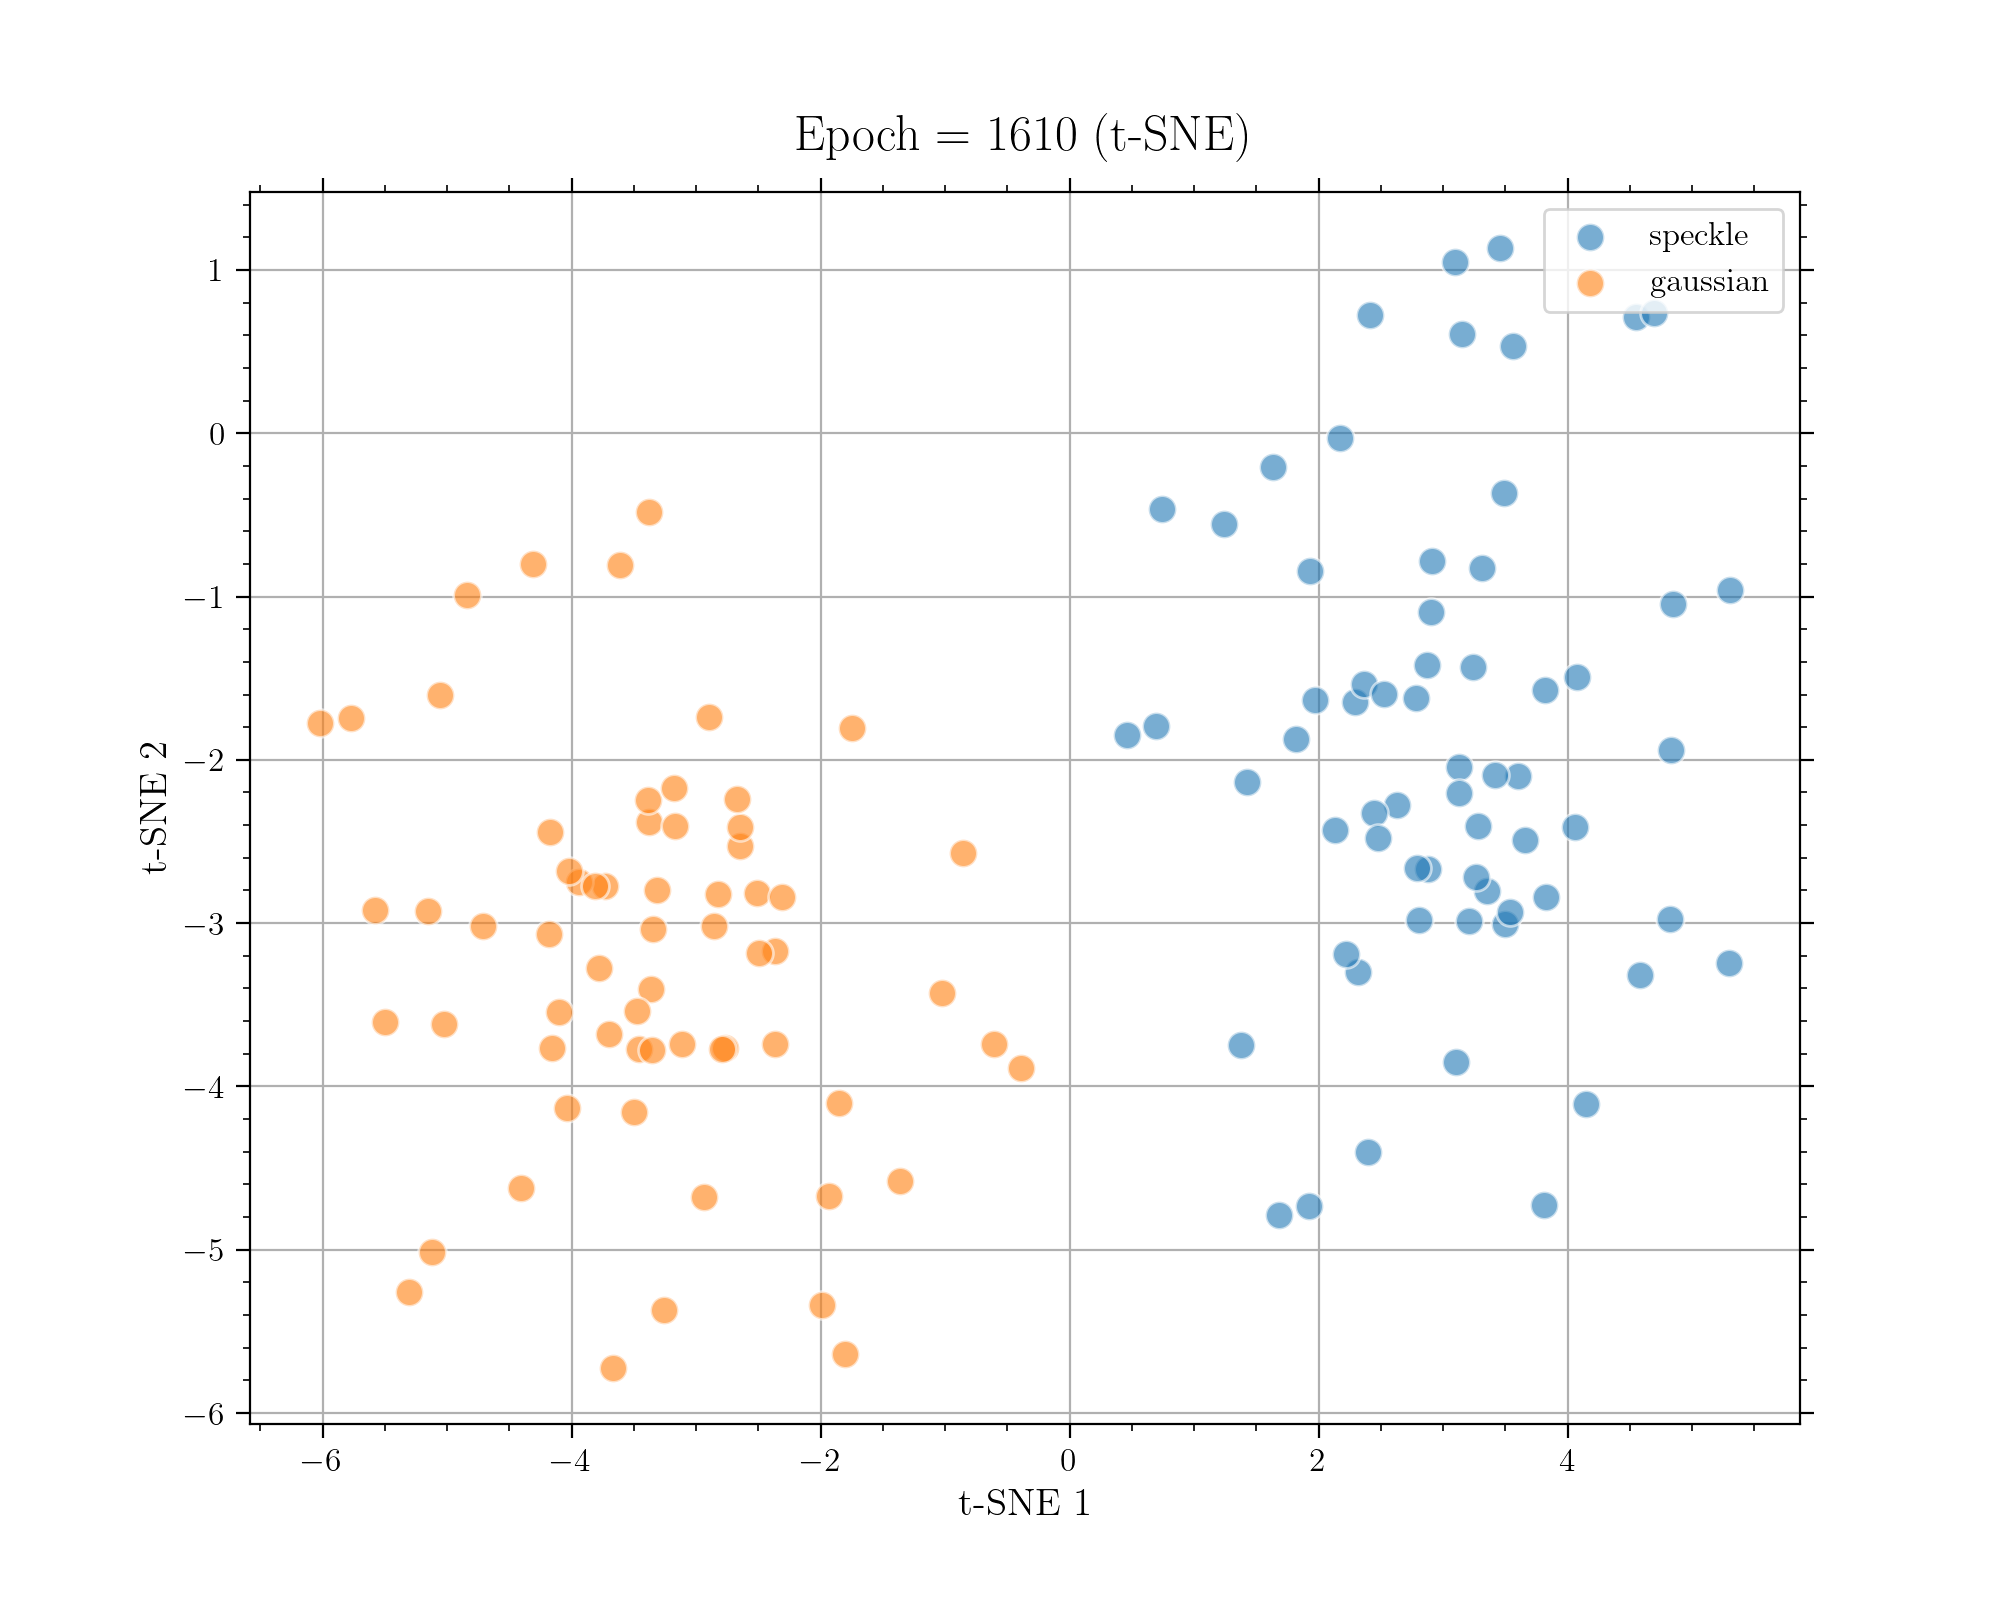 Epoch = 1610 (t-SNE)
speckle
gaussian
1
0
−1
−2
−3
−4
−5
−6
t-SNE 2
−6 −4 −2 0 2 4
t-SNE 1